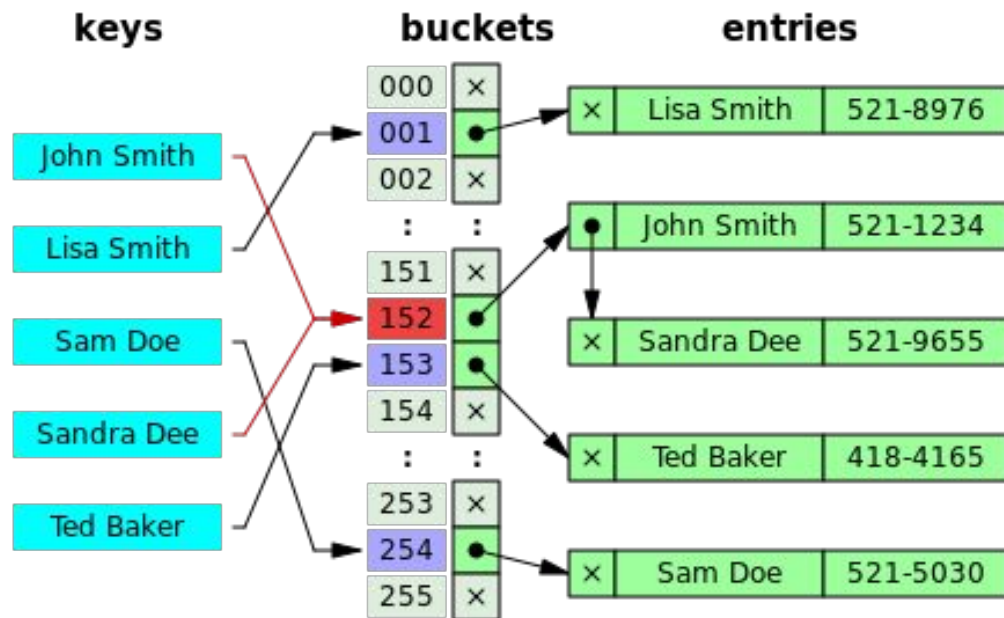 keys buckets entries
000 ×
× Lisa Smith 521-8976
001
John Smith
002 ×
: :
× John Smith 521-1234
Lisa Smith
151 ×
152
Sam Doe
× Sandra Dee 521-9655
153
154 ×
Sandra Dee
: :
× Ted Baker 418-4165
253 ×
Ted Baker
254
× Sam Doe 521-5030
255 ×